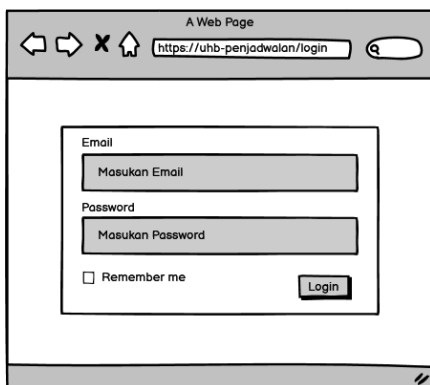 A Web Page
https://uhb-penjadwalan/login
Email
Masukan Email
Password
Masukan Password
Remember me
Login